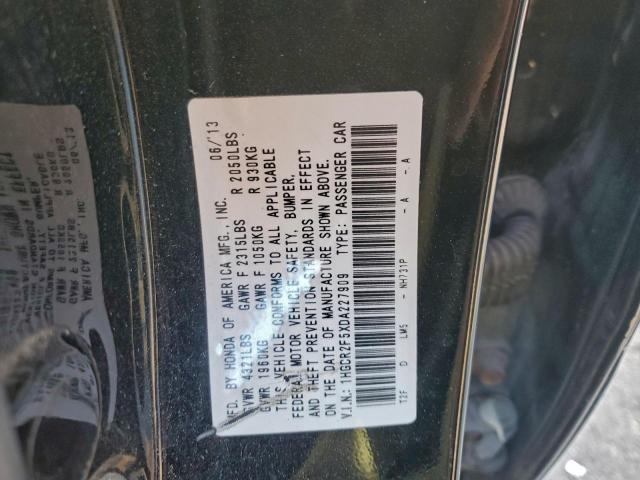 MFD. BY HONDA OF AMERICA MFG., INC. 06/'13
GVWR 4321LBS GAWR F 2315LBS R 2050LBS
GVWR 1960KG GAWR F 1050KG R 930KG
THIS VEHICLE CONFORMS TO ALL APPLICABLE
FEDERAL MOTOR VEHICLE SAFETY, BUMPER,
AND THEFT PREVENTION STANDARDS IN EFFECT
ON THE DATE OF MANUFACTURE SHOWN ABOVE.
V.I.N.: 1HGCR2F5XDA227909 TYPE: PASSENGER CAR
T2F D LM5 - NH731P - A - .A